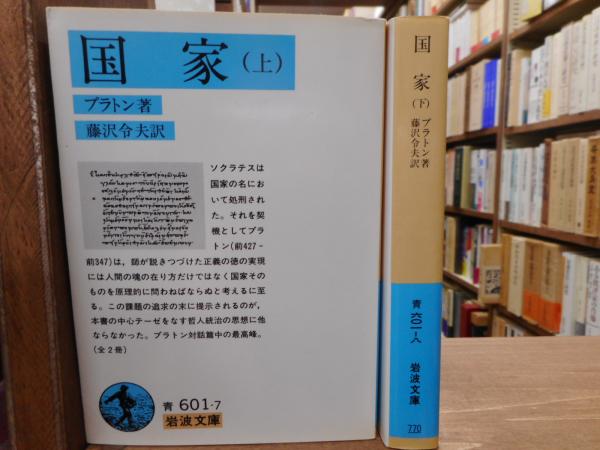 国家(上)
プラトン著
藤沢令夫訳
ソクラテスは
国家の名にお
いて処刑され
た。それを契
機としてプラ
トン(前427-
前347)は、師が説きつづけた正義の徳の実現
には人間の魂の在り方だけではなく国家その
ものを原理的に問わねばならぬと考えるに至
る。この課題の追求の末に提示されるのが,
本書の中心テーゼをなす哲人統治の思想に他
ならなかった。プラトン対話篇中の最高峰。
(全2冊)
青 601-7
岩波文庫
国家(下)
プラトン著
藤沢令夫訳
青六〇一-八
岩波文庫
770